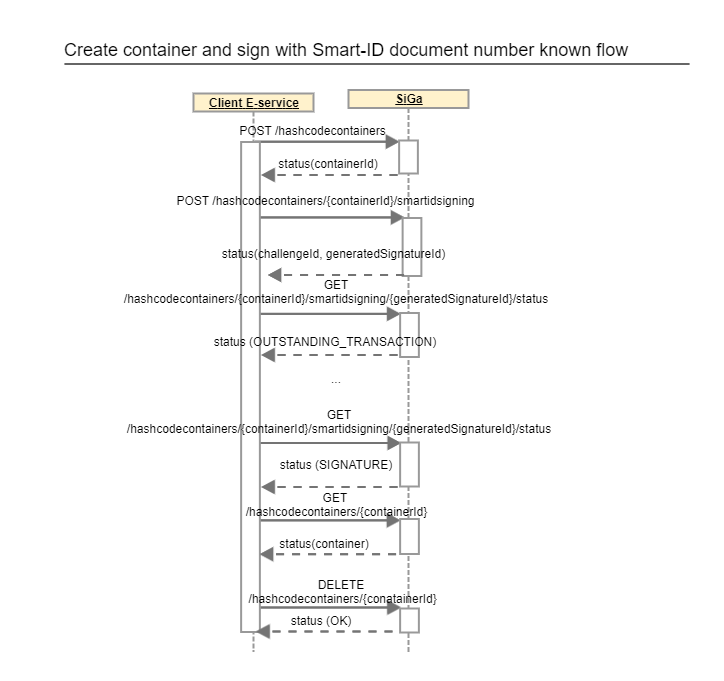 Create container and sign with Smart-ID document number known flow
Client E-service
SiGa
POST /hashcodecontainers
status(containerId)
POST /hashcodecontainers/{containerId}/smartidsigning
status(challengeId, generatedSignatureId)
GET
/hashcodecontainers/{containerId}/smartidsigning/{generatedSignatureId}/status
status (OUTSTANDING_TRANSACTION)
...
GET
/hashcodecontainers/{containerId}/smartidsigning/{generatedSignatureId}/status
status (SIGNATURE)
GET
/hashcodecontainers/{containerId}
status(container)
DELETE
/hashcodecontainers/{conatainerId}
status (OK)